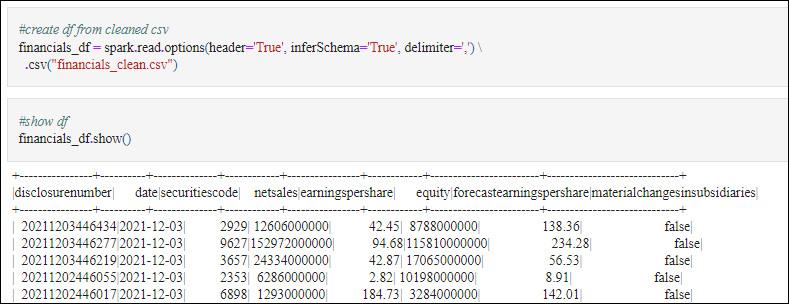 #create df from cleaned csv
financials_df = spark.read.options(header='True', inferSchema='True', delimiter=',') \
.csv("financials_clean.csv")
#show df
financials_df.show()
+----------------+----------+--------------+------------+----------------+------------+------------------------+------------------------------+
|disclosurenumber| date|securitiescode| netsales|earningspershare| equity|forecastearningspershare|materialchangesinsubsidiaries|
+----------------+----------+--------------+------------+----------------+------------+------------------------+------------------------------+
| 20211203446434|2021-12-03| 2929| 12606000000| 42.45| 8788000000| 138.36| false|
| 20211203446277|2021-12-03| 9627|152972000000| 94.68|115810000000| 234.28| false|
| 20211203446219|2021-12-03| 3657| 24334000000| 42.87| 17065000000| 56.53| false|
| 20211202446055|2021-12-03| 2353| 6286000000| 2.82| 10198000000| 8.91| false|
| 20211202446017|2021-12-03| 6898| 1293000000| 184.73| 3284000000| 142.01| false|